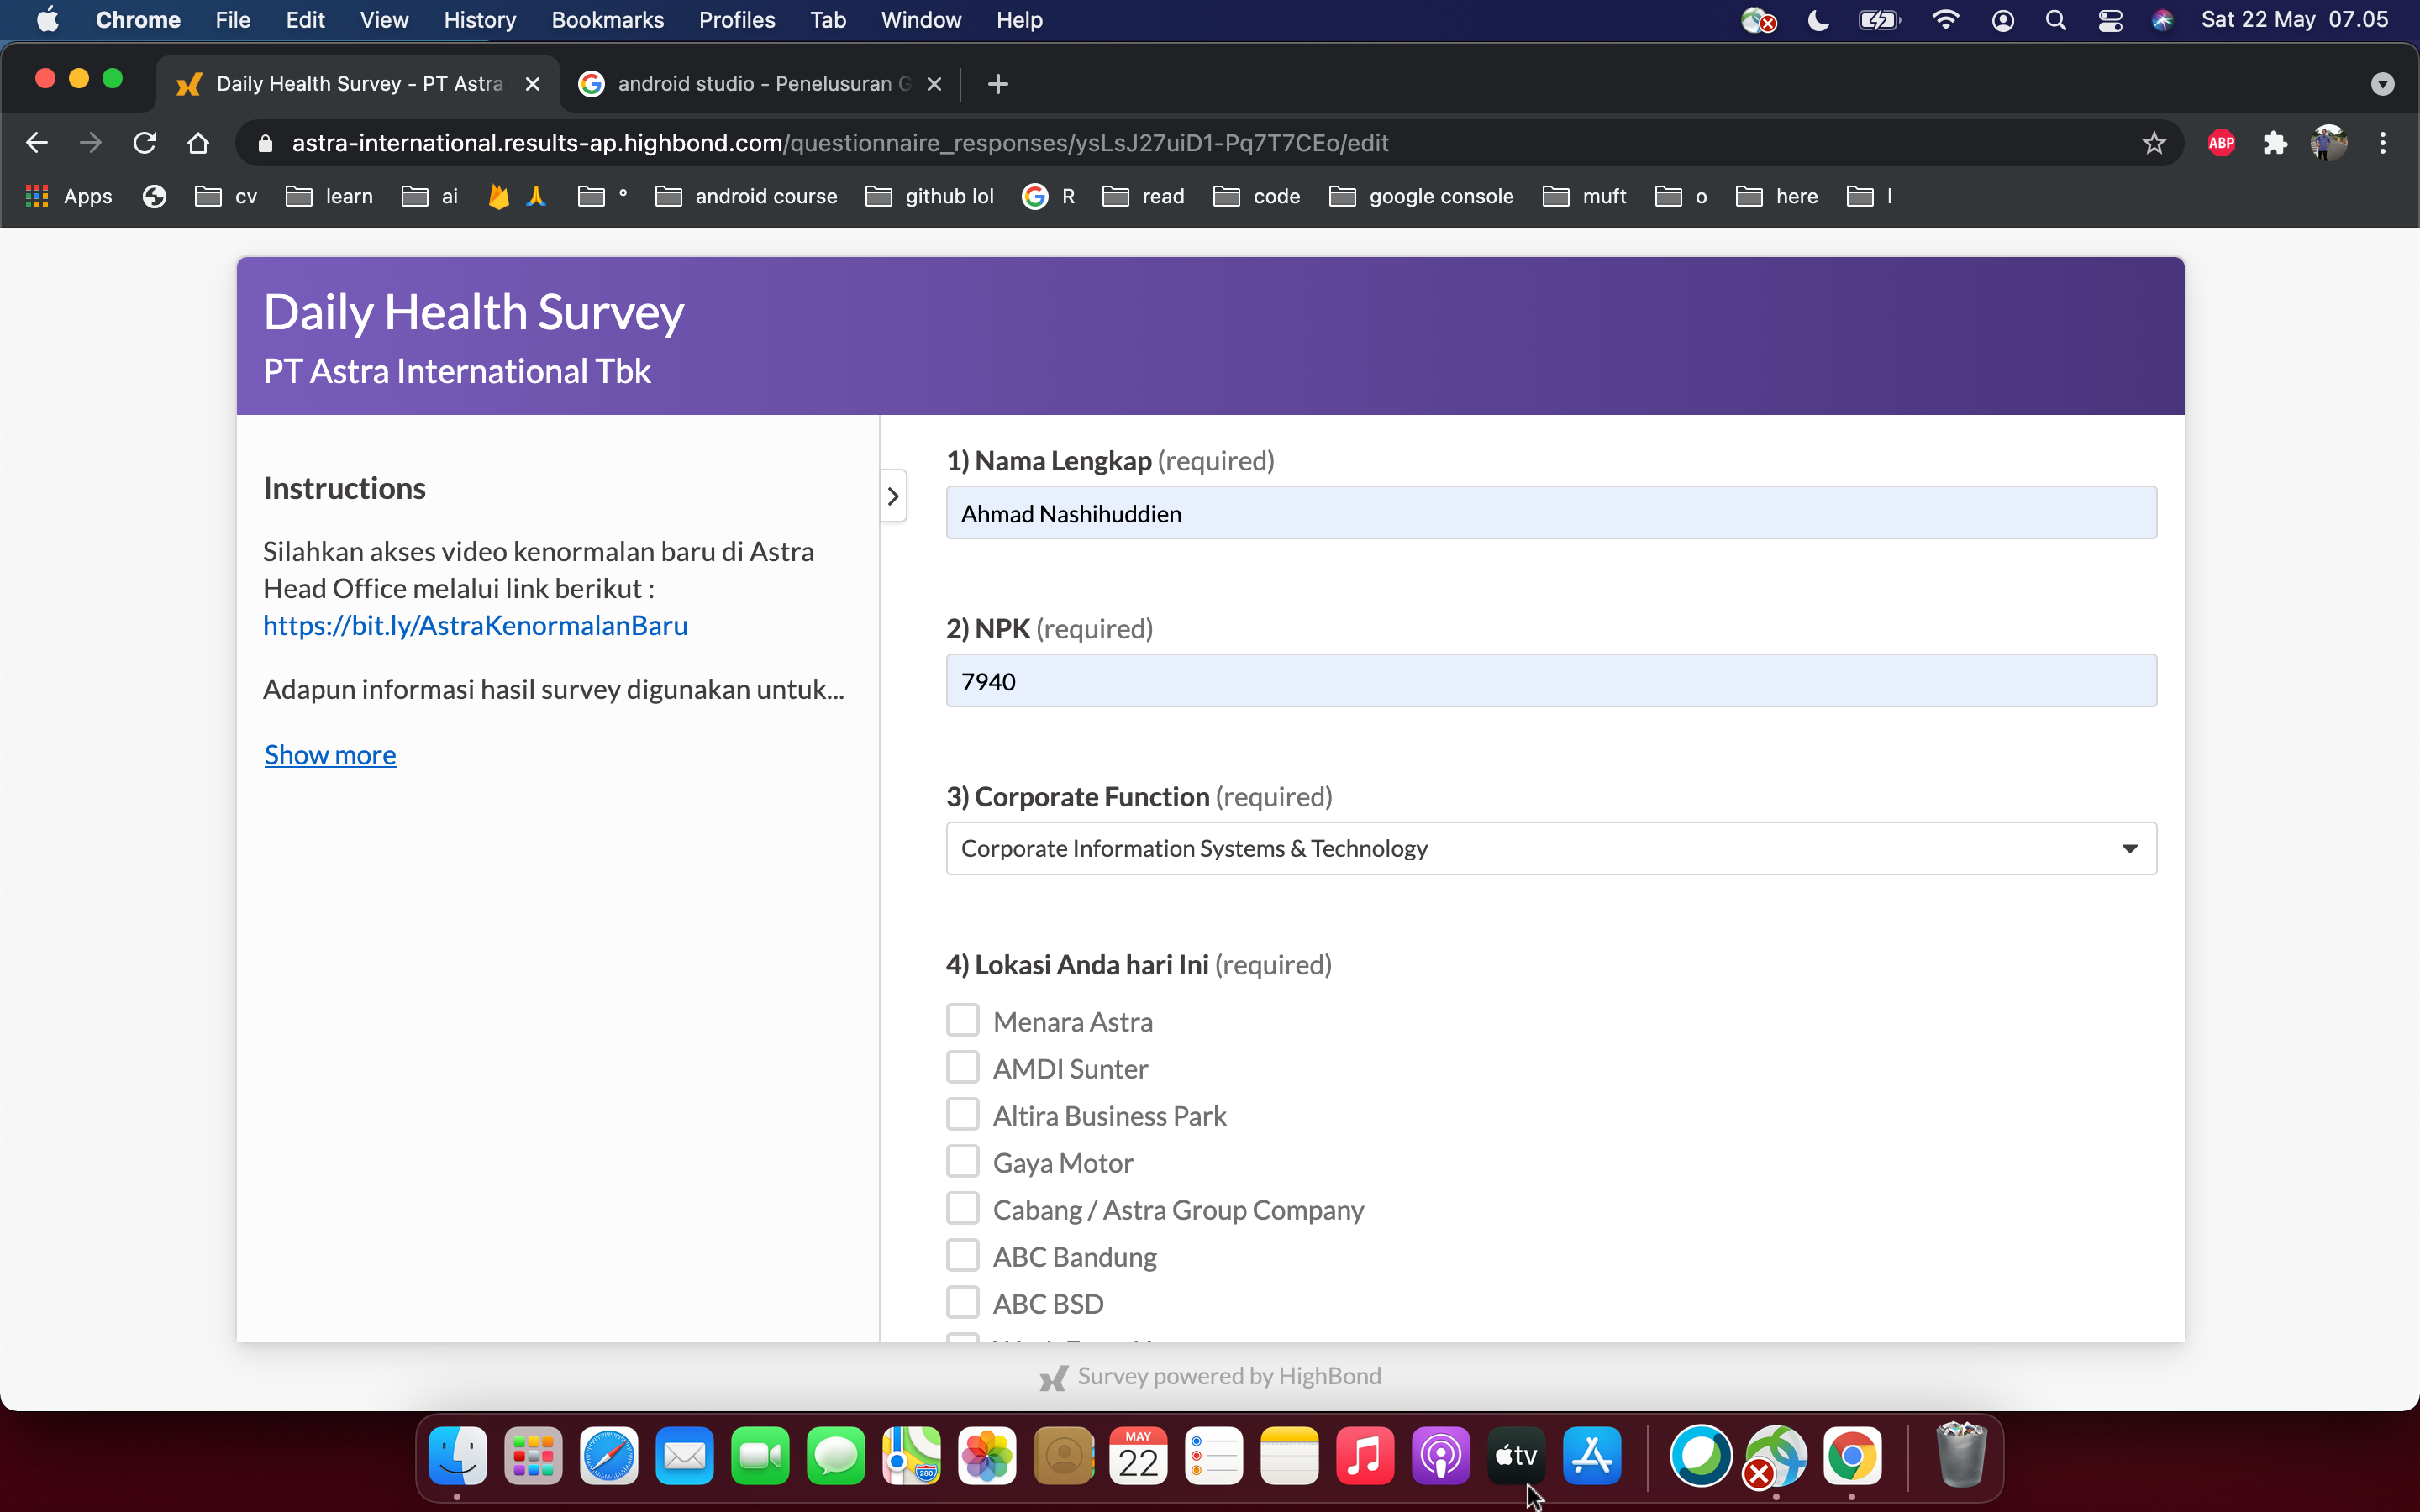 Chrome File Edit View History Bookmarks Profiles Tab Window Help Sat 22 May 07.05
Daily Health Survey - PT Astra android studio - Penelusuran G
astra-international.results-ap.highbond.com/questionnaire_responses/ysLsJ27uiD1-Pq7T7CEo/edit ABP
Apps cv learn ai ° android course github lol R read code google console muft o here l
Daily Health Survey
PT Astra International Tbk
Instructions
Silahkan akses video kenormalan baru di Astra
Head Office melalui link berikut :
https://bit.ly/AstraKenormalanBaru
Adapun informasi hasil survey digunakan untuk...
Show more
1) Nama Lengkap (required)
Ahmad Nashihuddien
2) NPK (required)
7940
3) Corporate Function (required)
Corporate Information Systems & Technology
4) Lokasi Anda hari Ini (required)
Menara Astra
AMDI Sunter
Altira Business Park
Gaya Motor
Cabang / Astra Group Company
ABC Bandung
ABC BSD
Survey powered by HighBond
280 MAY 22 tv